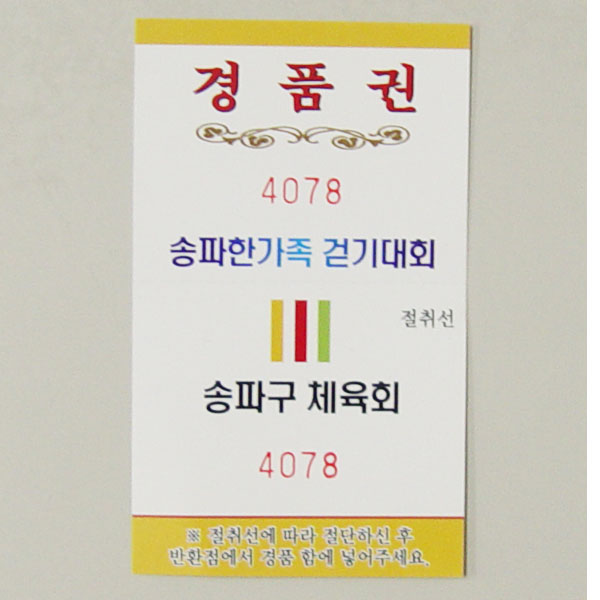 경품권
4078
송파한가족 걷기대회
절취선
송파구 체육회
4078
※ 절취선에 따라 절단하신 후
반환점에서 경품 함에 넣어주세요.